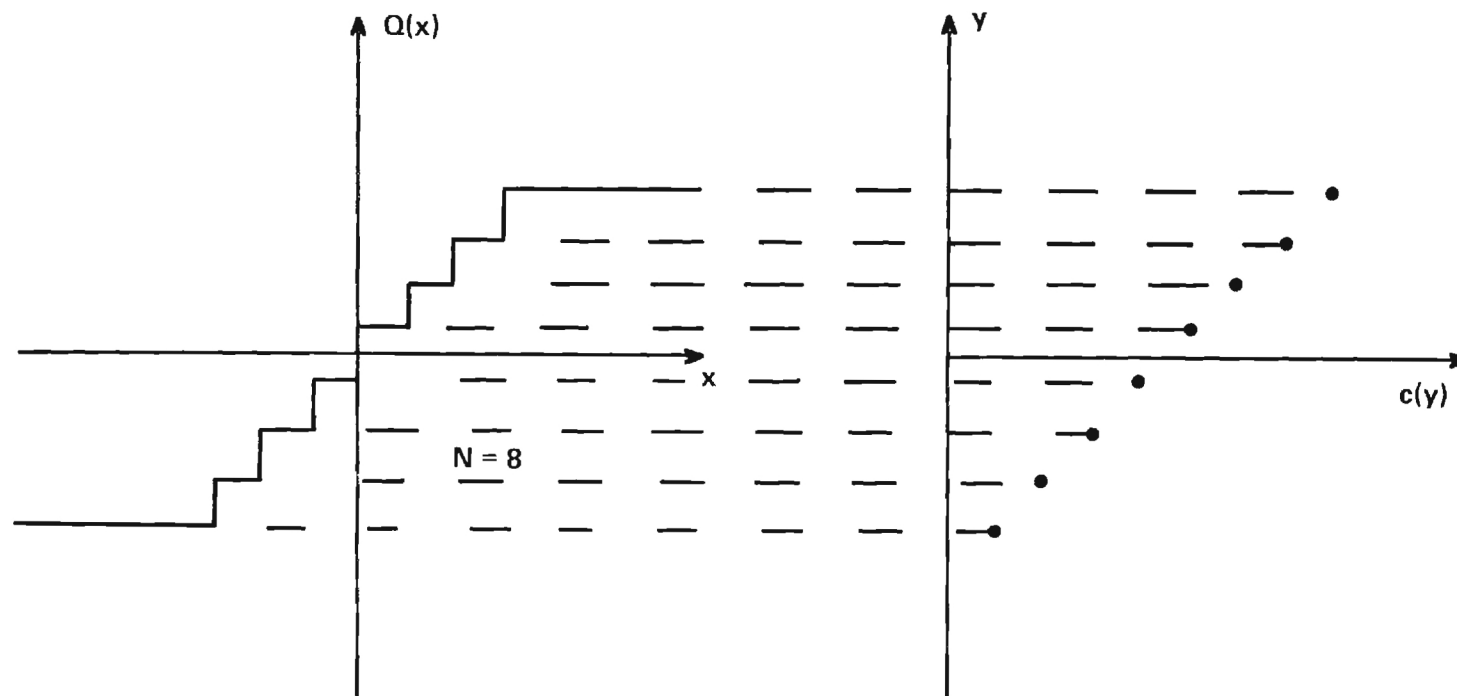 Q(x)
y
x
c(y)
N = 8